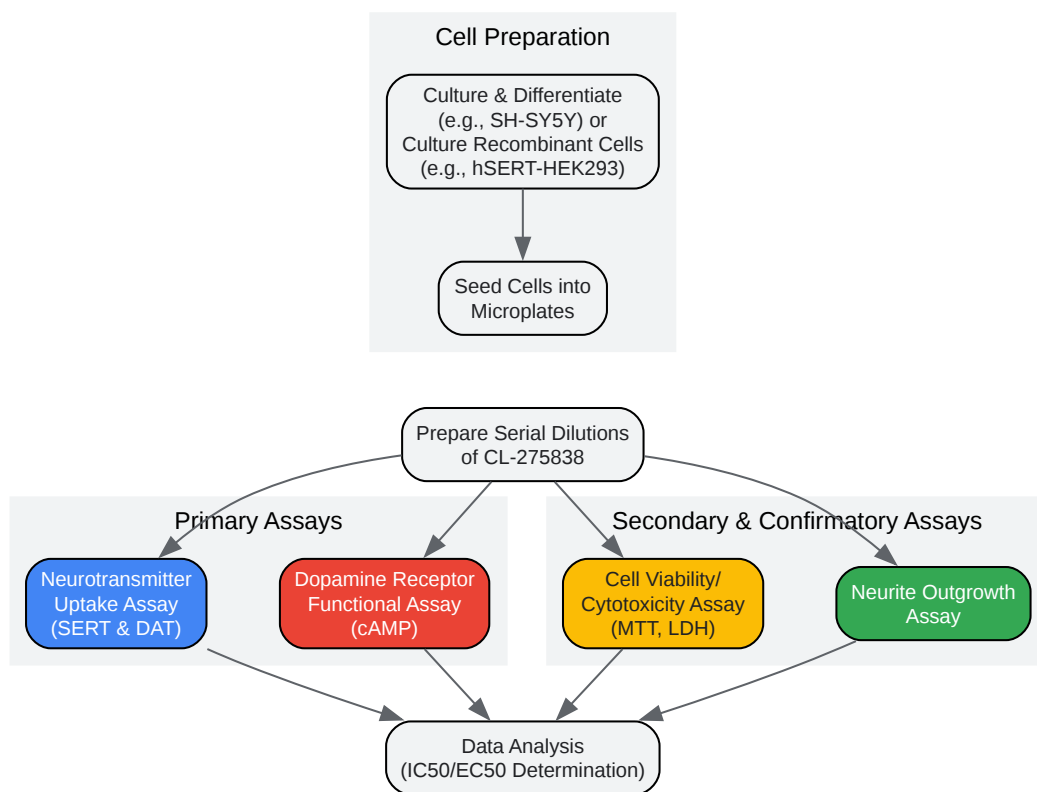 Cell Preparation
Culture & Differentiate
(e.g., SH-SY5Y) or
Culture Recombinant Cells
(e.g., hSERT-HEK293)
Seed Cells into
Microplates
Prepare Serial Dilutions
of CL-275838
Primary Assays
Neurotransmitter
Uptake Assay
(SERT & DAT)
Dopamine Receptor
Functional Assay
(cAMP)
Secondary & Confirmatory Assays
Cell Viability/
Cytotoxicity Assay
(MTT, LDH)
Neurite Outgrowth
Assay
Data Analysis
(IC50/EC50 Determination)